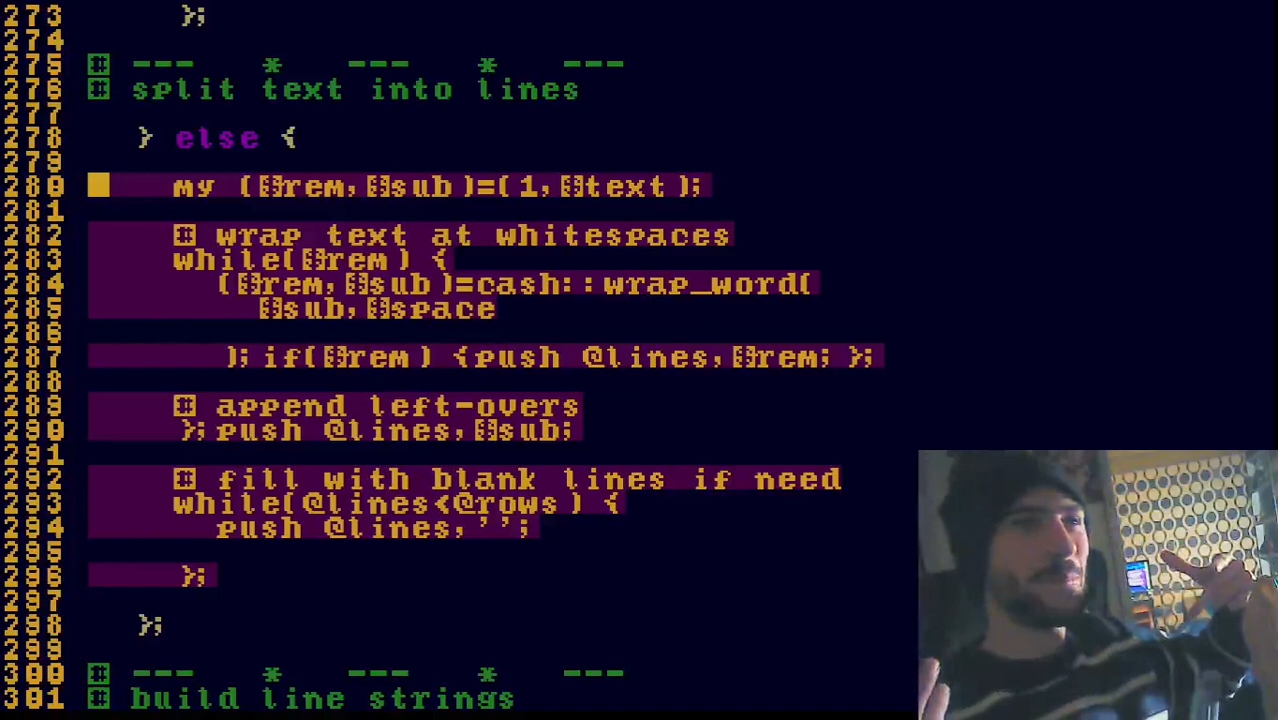 273 };
274
275 # --- * --- * ---
276 # split text into lines
277
278 } else {
279
280 my ($rem,$sub)=(1,$text);
281
282 # wrap text at whitespaces
283 while($rem) {
284 ($rem,$sub)=cash::wrap_word(
285 $sub,$space
286
287 ); if($rem) {push @lines,$rem; };
288
289 # append left-overs
290 }; push @lines,$sub;
291
292 # fill with blank lines if need
293 while(@lines<@rows) {
294 push @lines,'';
295
296 };
297
298 };
299
300 # --- * --- * ---
301 # build line strings